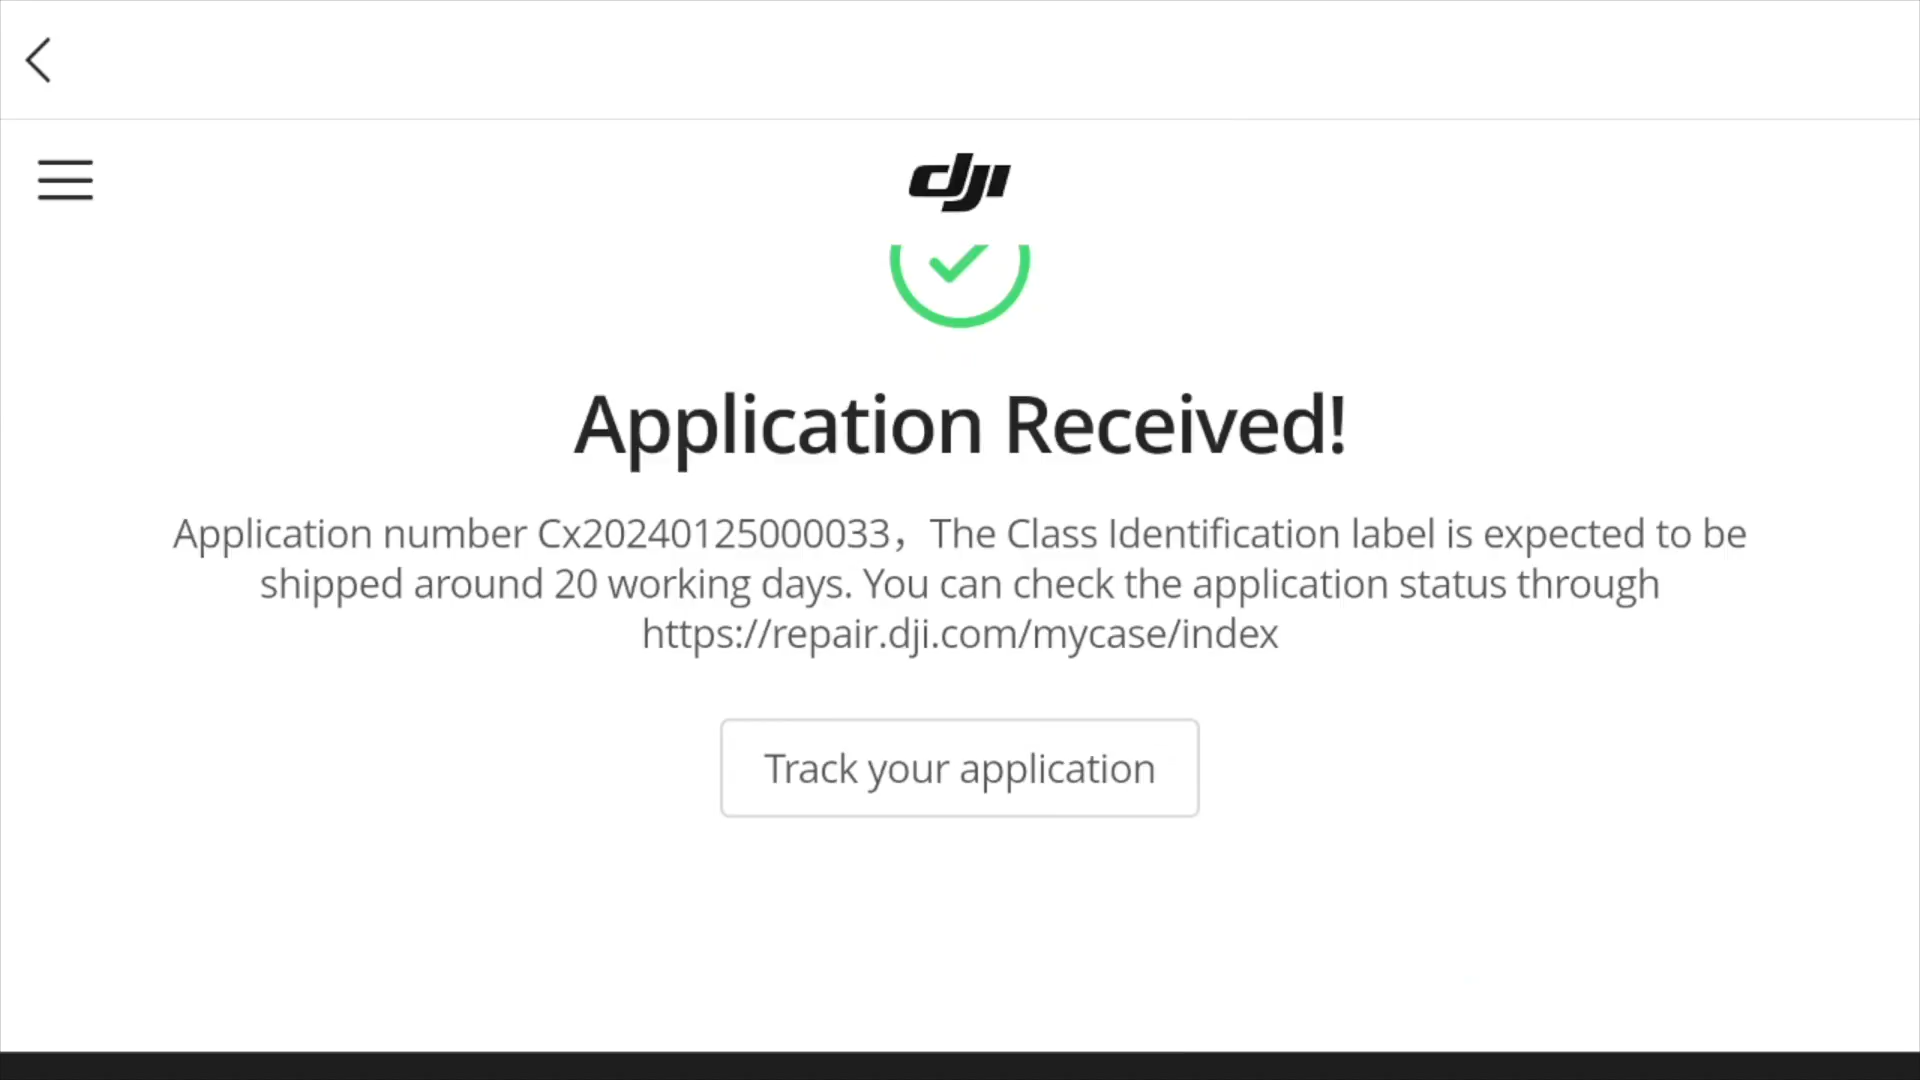 dji
Application Received!
Application number Cx20240125000033，The Class Identification label is expected to be
shipped around 20 working days. You can check the application status through
https://repair.dji.com/mycase/index
Track your application